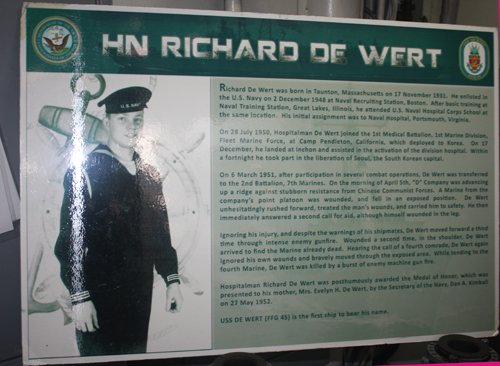 HN RICHARD DE WERT
U.S. NAVY
Richard De Wert was born in Taunton, Massachusetts on 17 November 1931. He enlisted in
the U.S. Navy on 2 December 1948 at Naval Recruiting Station, Boston. After basic training at
Naval Training Station, Great Lakes, Illinois, he attended U.S. Naval Hospital Corps School at
the same location. His initial assignment was to Naval Hospital, Portsmouth, Virginia.
On 28 July 1950, Hospitalman De Wert joined the 1st Medical Battalion, 1st Marine Division,
Fleet Marine Force, at Camp Pendleton, California, which deployed to Korea. On 17
December, he landed at Inchon and assisted in the activation of the division hospital. Within
a fortnight he took part in the liberation of Seoul, the South Korean capital.
On 6 March 1951, after participation in several combat operations, De Wert was transferred
to the 2nd Battalion, 7th Marines. On the morning of April 5th, "D" Company was advancing
up a ridge against stubborn resistance from Chinese Communist Forces. A Marine from the
company's point platoon was wounded, and fell in an exposed position. De Wert
unhesitatingly rushed forward, treated the man's wounds, and carried him to safety. He then
immediately answered a second call for aid, although himself wounded in the leg.
Ignoring his injury, and despite the warnings of his shipmates, De Wert moved forward a third
time through intense enemy gunfire. Wounded a second time, in the shoulder, De Wert
arrived to find the Marine already dead. Hearing the call of a fourth comrade, De Wert again
ignored his own wounds and bravely moved through the exposed area. While tending to the
fourth Marine, De Wert was killed by a burst of enemy machine gun fire.
Hospitalman Richard De Wert was posthumously awarded the Medal of Honor, which was
presented to his mother, Mrs. Evelyn H. De Wert, by the Secretary of the Navy, Dan A. Kimball
on 27 May 1952.
USS DE WERT (FFG 45) is the first ship to bear his name.